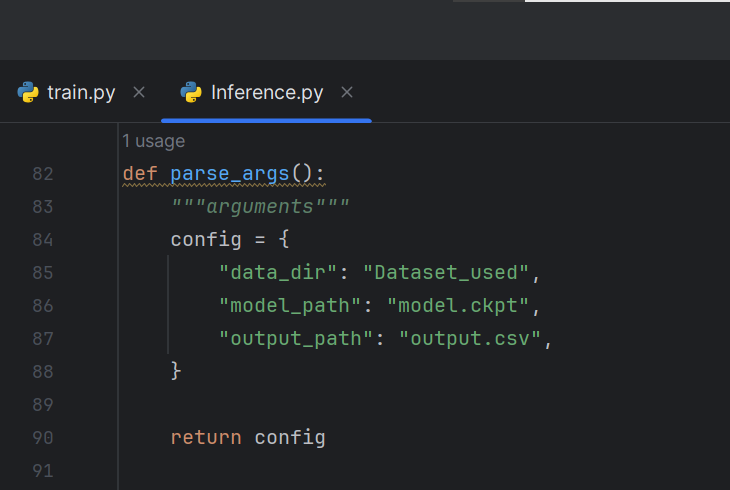 train.py Inference.py
1 usage
82 def parse_args():
83 """arguments"""
84 config = {
85 "data_dir": "Dataset_used",
86 "model_path": "model.ckpt",
87 "output_path": "output.csv",
88 }
89
90 return config
91